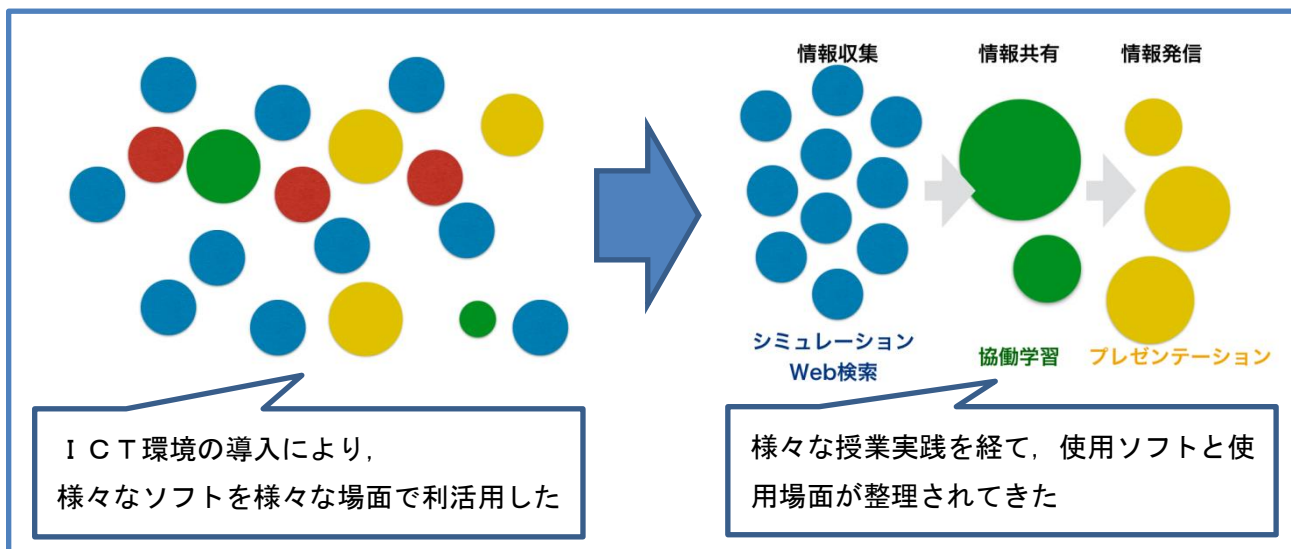 情報収集
情報共有
情報発信
シミュレーション
Web検索
協働学習
プレゼンテーション
ＩＣＴ環境の導入により，
様々なソフトを様々な場面で利活用した
様々な授業実践を経て，使用ソフトと使
用場面が整理されてきた